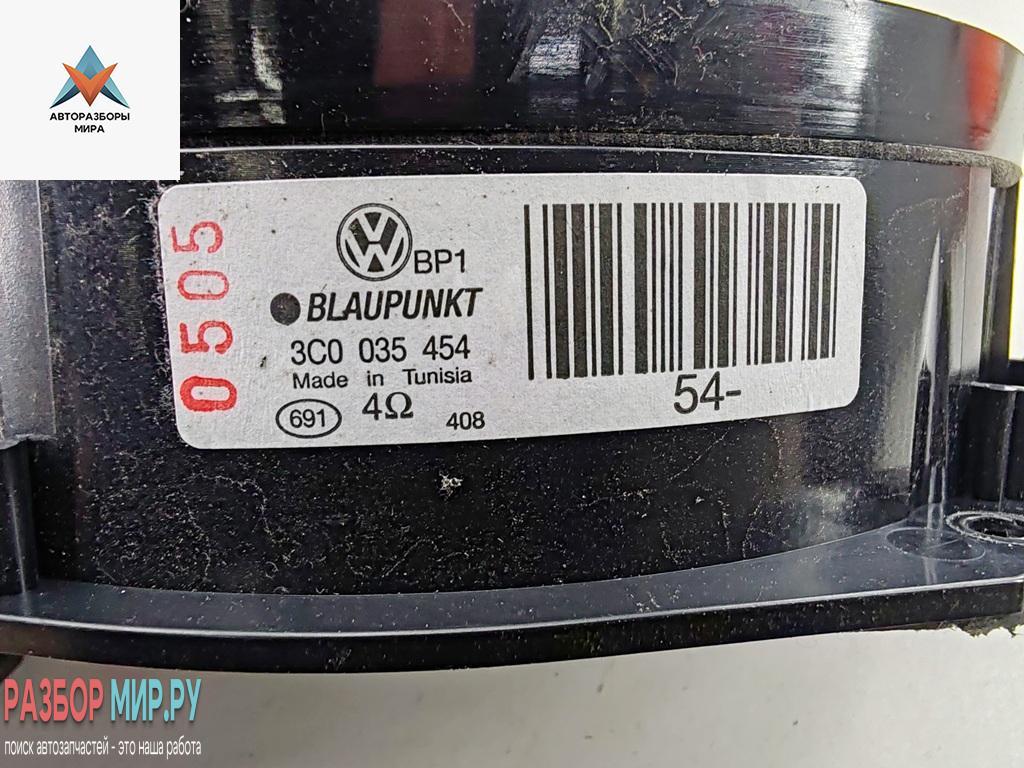 АВТОРАЗБОРЫ
МИРА
0505
BP1
BLAUPUNKT
3C0 035 454
Made in Tunisia
691 4Ω 408
54-
РАЗБОР МИР.РУ
поиск автозапчастей - это наша работа